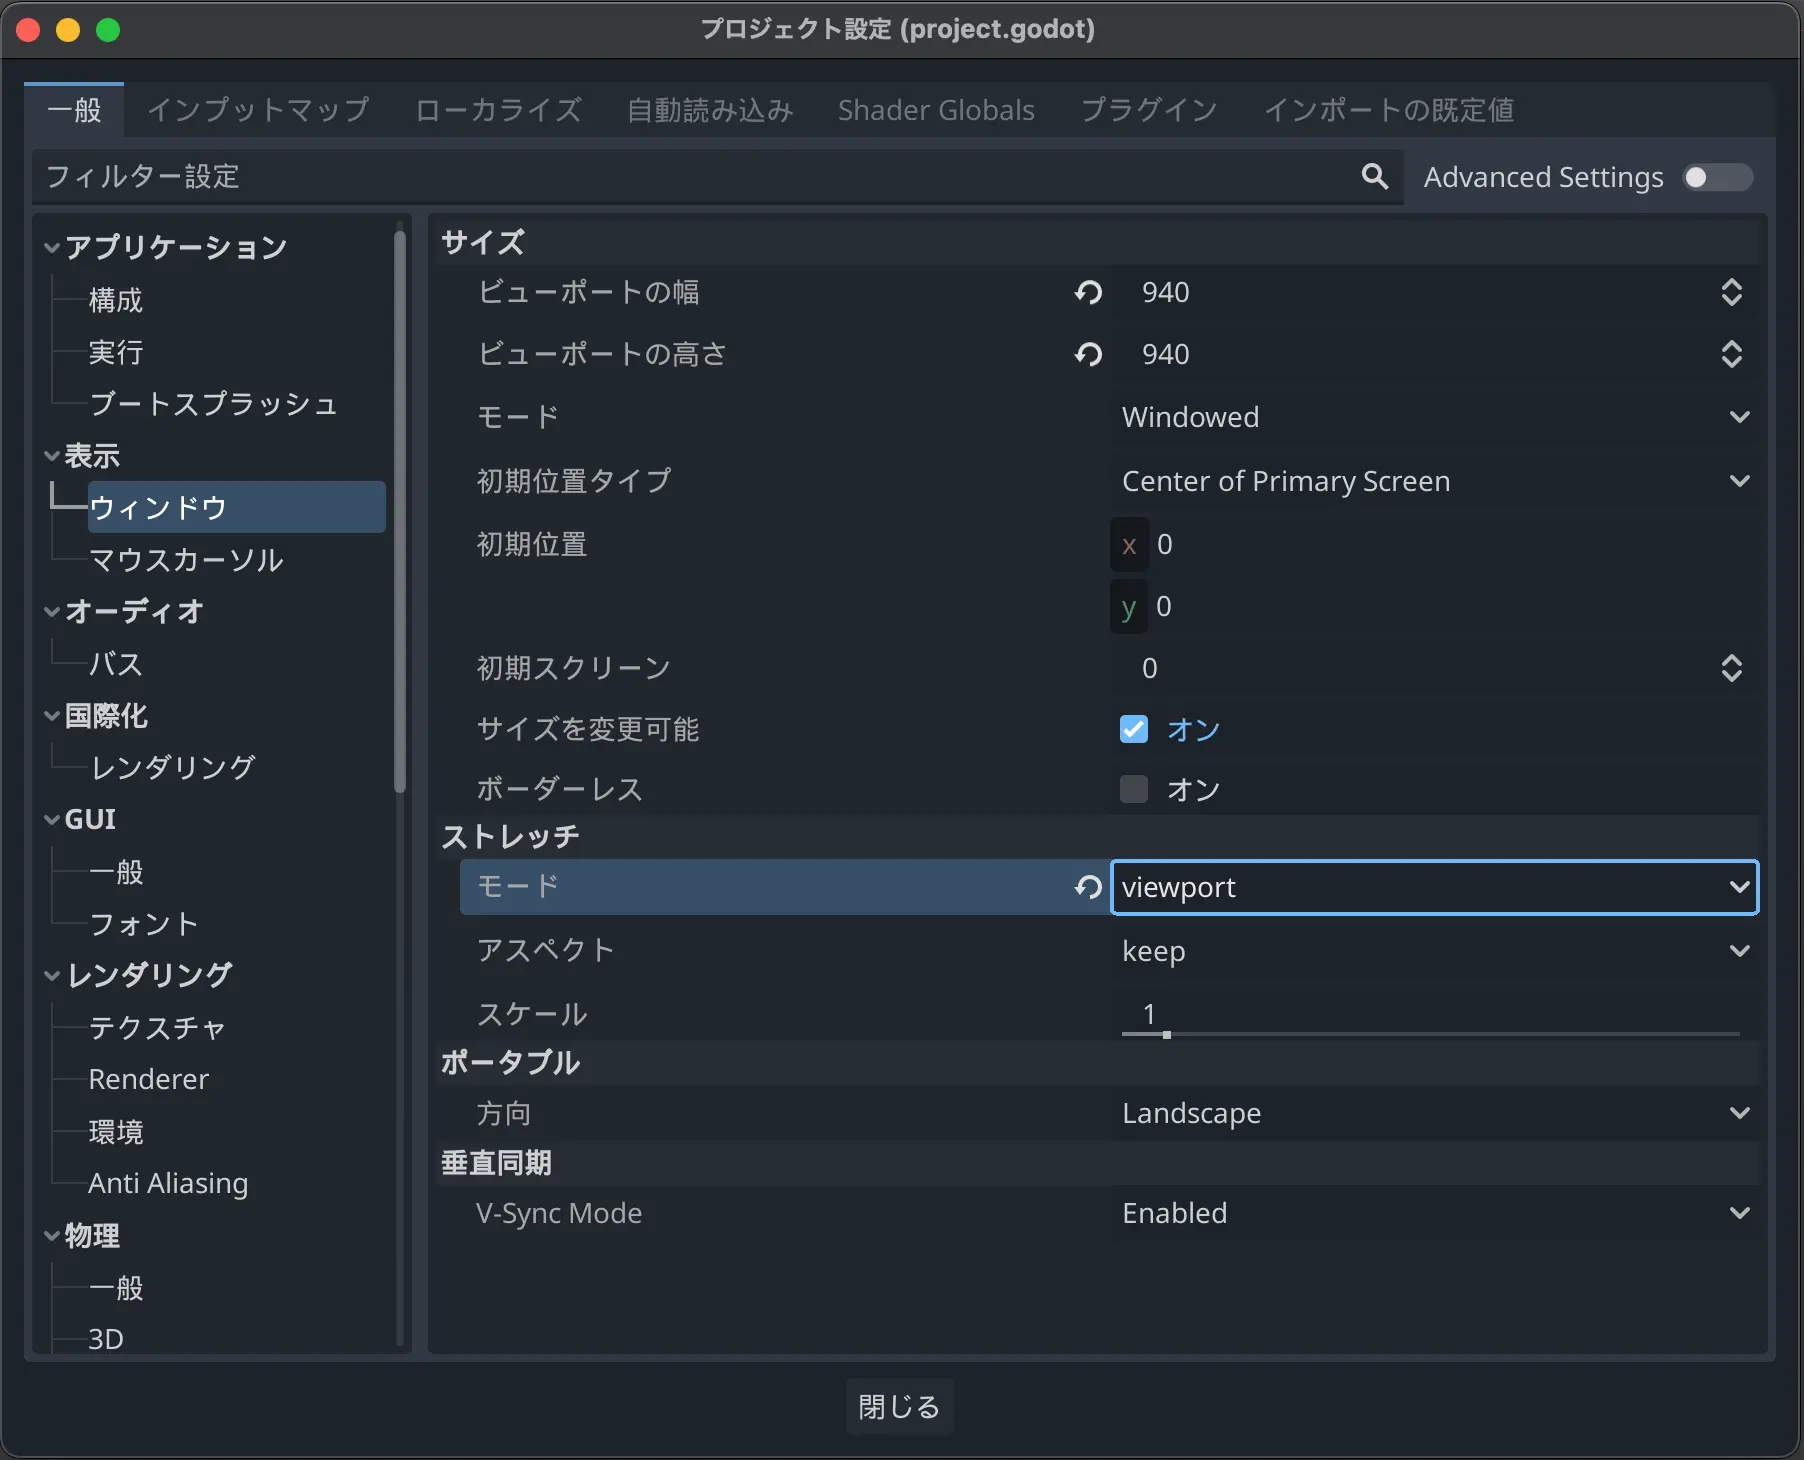 プロジェクト設定 (project.godot)
一般 インプットマップ ローカライズ 自動読み込み Shader Globals プラグイン インポートの既定値
フィルター設定 Advanced Settings
アプリケーション
構成
実行
ブートスプラッシュ
表示
ウィンドウ
マウスカーソル
オーディオ
バス
国際化
レンダリング
GUI
一般
フォント
レンダリング
テクスチャ
Renderer
環境
Anti Aliasing
物理
一般
3D
サイズ
ビューポートの幅 940
ビューポートの高さ 940
モード Windowed
初期位置タイプ Center of Primary Screen
初期位置 x 0
y 0
初期スクリーン 0
サイズを変更可能 オン
ボーダーレス オン
ストレッチ
モード viewport
アスペクト keep
スケール 1
ポータブル
方向 Landscape
垂直同期
V-Sync Mode Enabled
閉じる